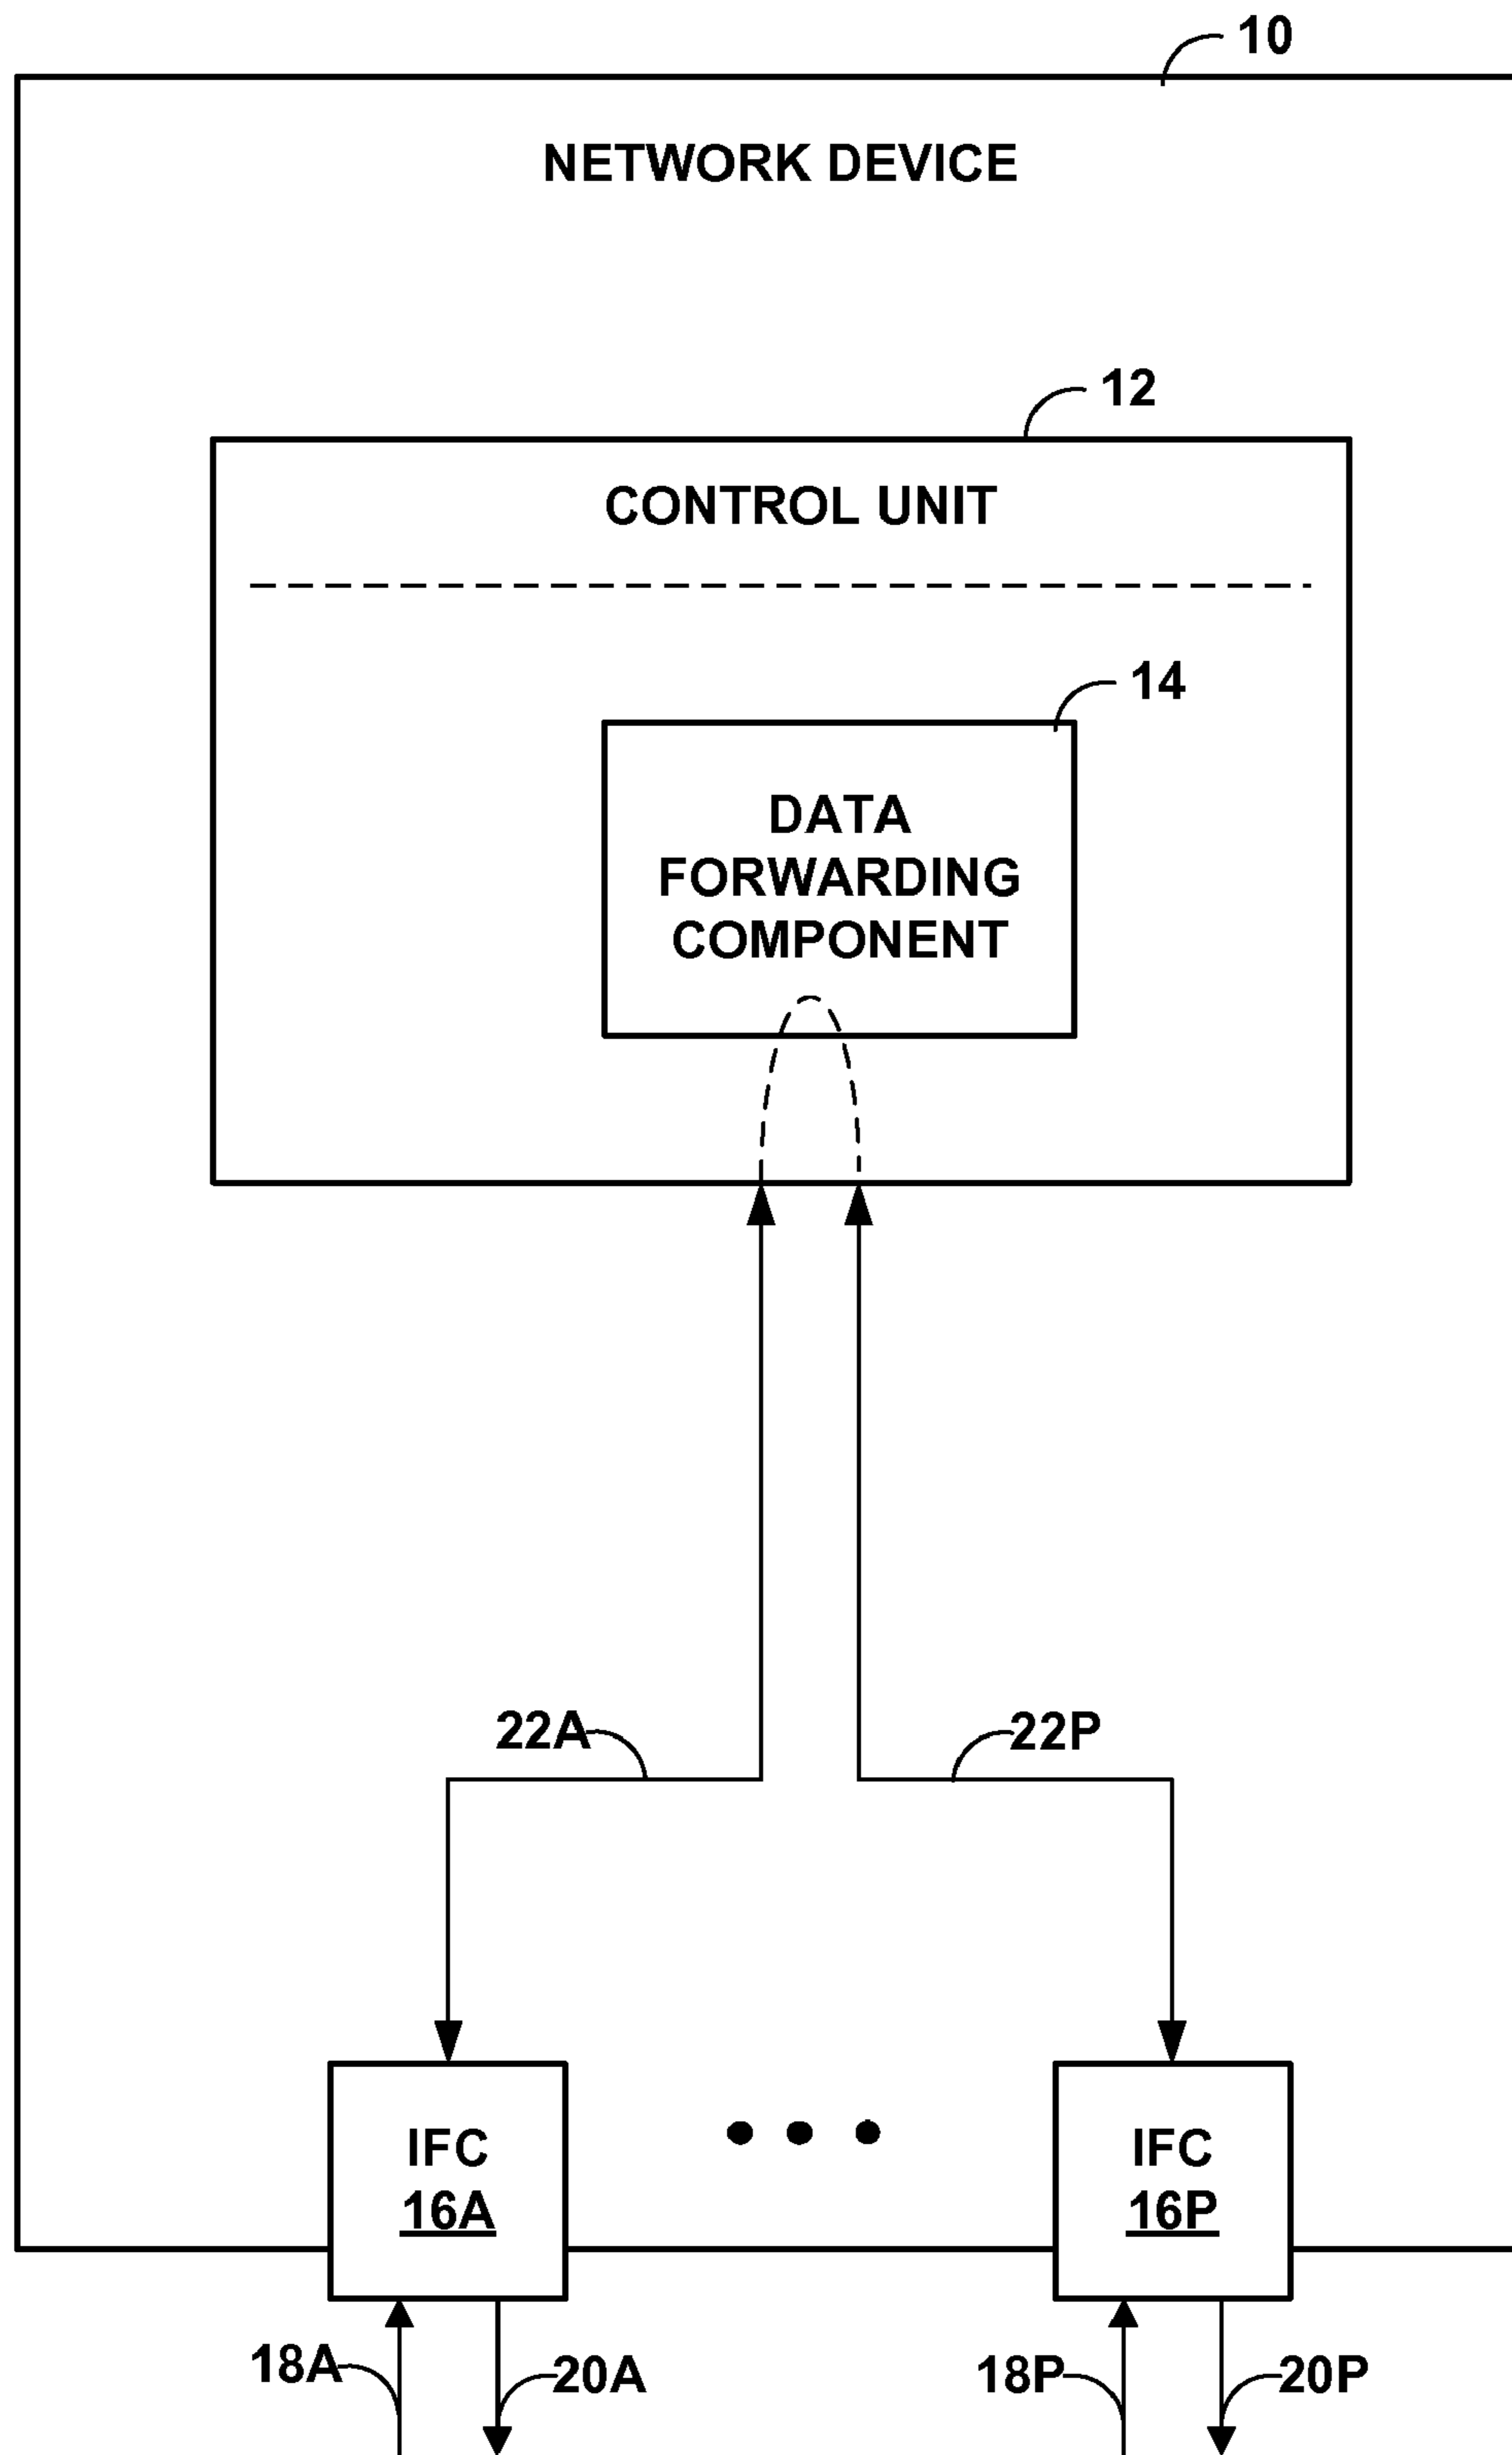 10
NETWORK DEVICE
12
CONTROL UNIT
14
DATA
FORWARDING
COMPONENT
22A
22P
IFC
16A
IFC
16P
18A
20A
18P
20P